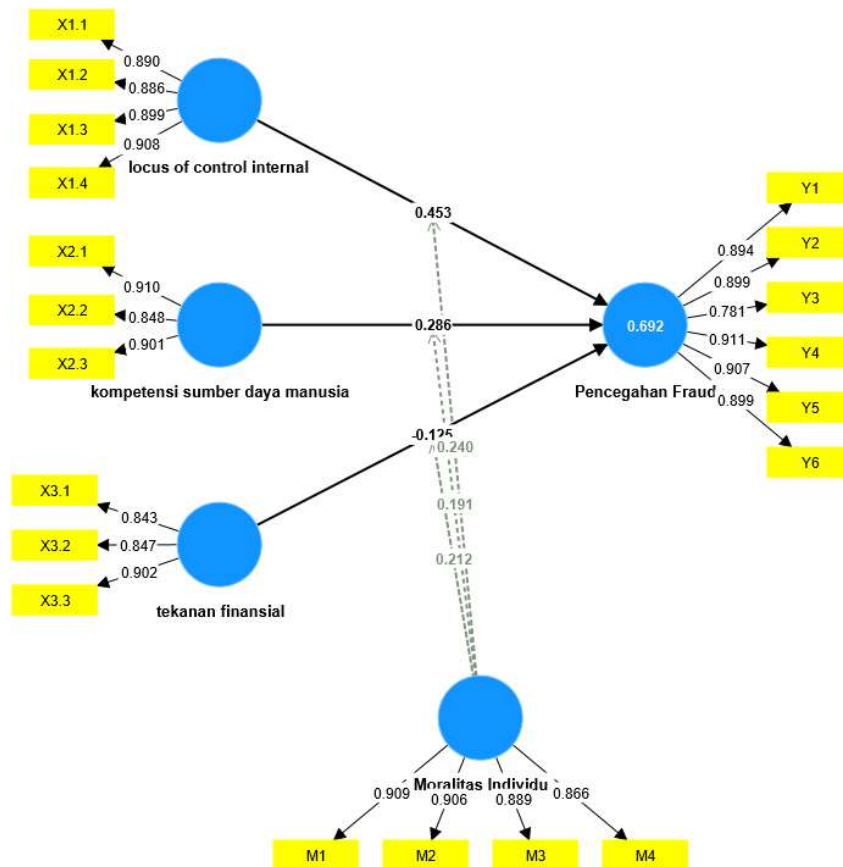 X1.1
0.890
X1.2
0.886
0.899
X1.3
0.908
X1.4
locus of control internal
0.453
Y1
0.894
Y2
0.899
X2.1
0.910
X2.2
0.848
0.901
X2.3
kompetensi sumber daya manusia
0.286
0.692
Pencegahan Fraud
0.781
Y3
0.911
Y4
0.907
Y5
0.899
Y6
-0.125
0.240
0.191
0.212
X3.1
0.843
X3.2
0.847
0.902
X3.3
tekanan finansial
Moralitas Individu
0.909
0.906
0.889
0.866
M1
M2
M3
M4